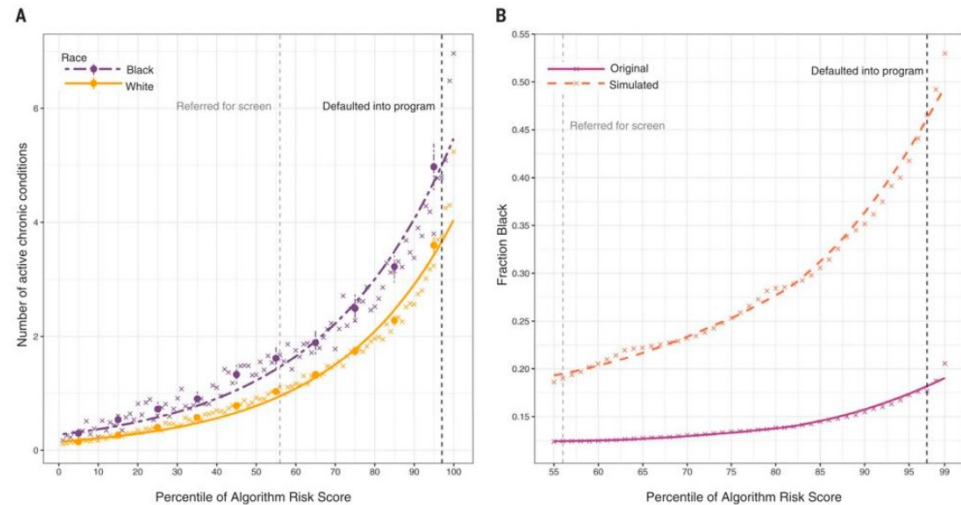 A
Race
Black
White
Referred for screen
Defaulted into program
Number of active chronic conditions
6
4
2
0
0 10 20 30 40 50 60 70 80 90 100
Percentile of Algorithm Risk Score
B
Original
Simulated
Defaulted into program
Referred for screen
Fraction Black
0.55
0.50
0.45
0.40
0.35
0.30
0.25
0.20
0.15
55 60 65 70 75 80 85 90 95 99
Percentile of Algorithm Risk Score